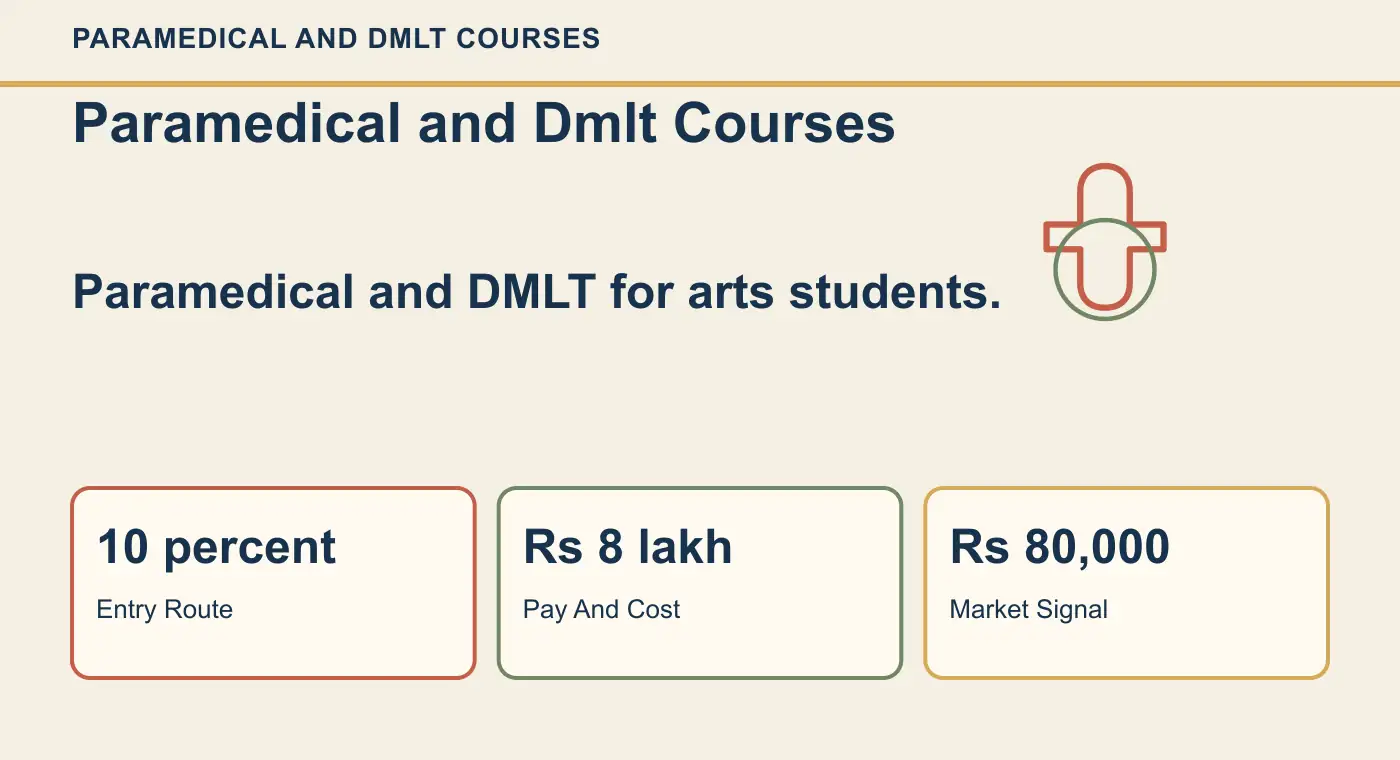 PARAMEDICAL AND DMLT COURSES
Paramedical and Dmlt Courses
Paramedical and DMLT for arts students.
10 percent
Entry Route
Rs 8 lakh
Pay And Cost
Rs 80,000
Market Signal